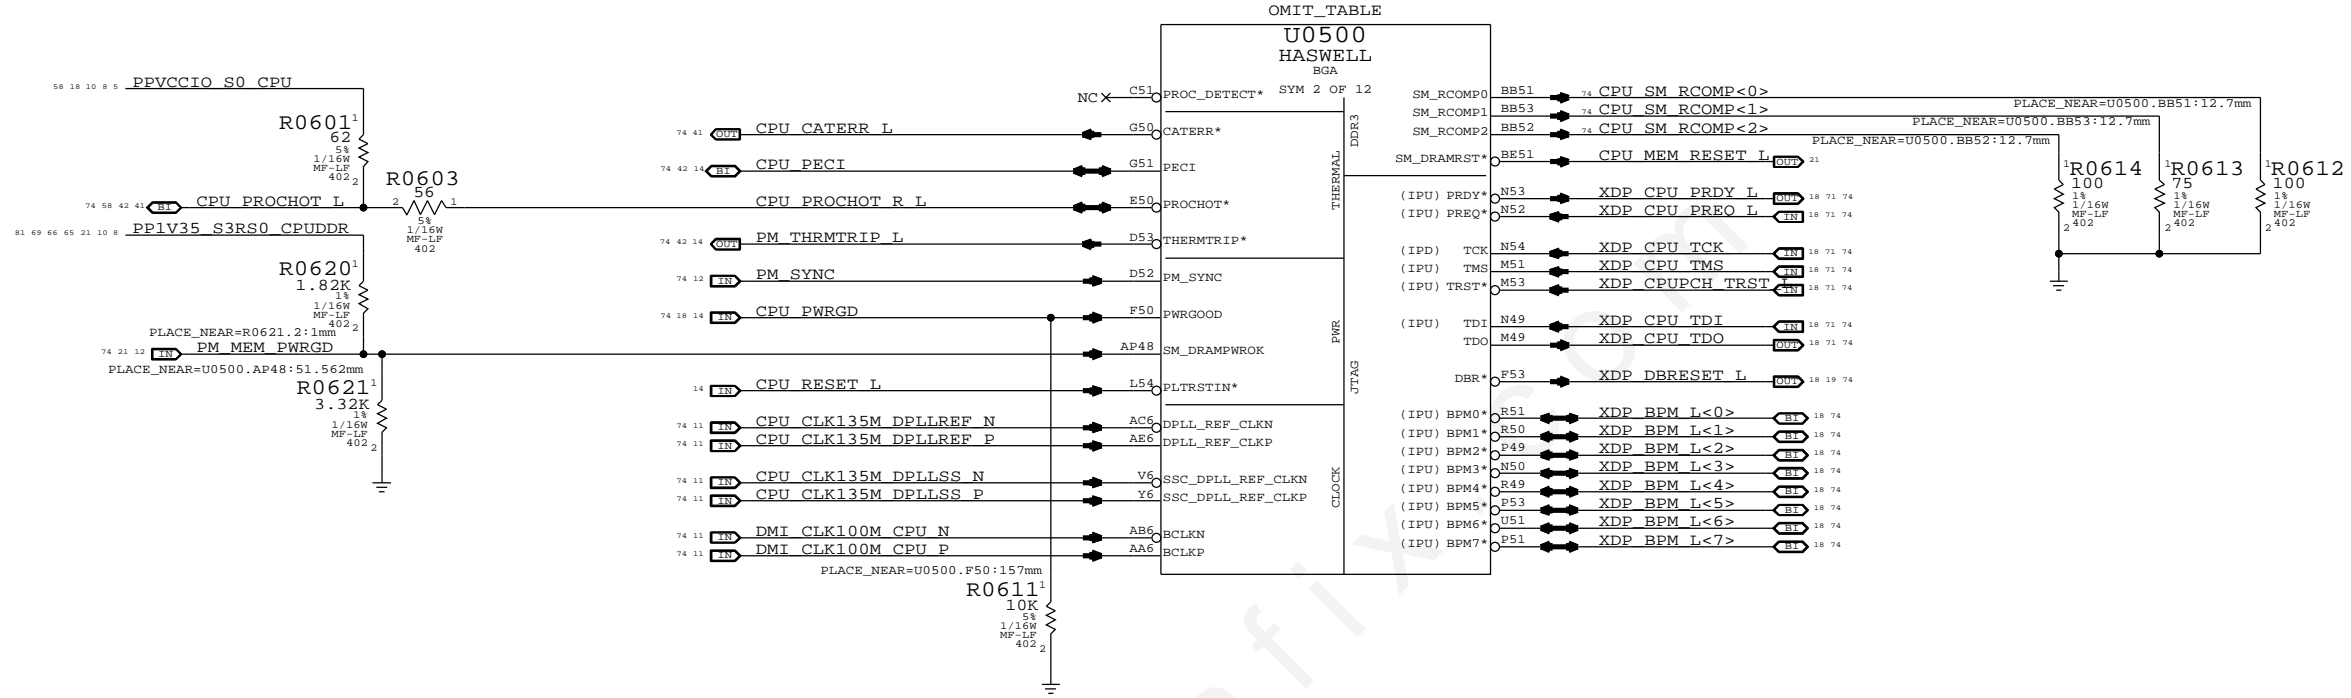 OMIT_TABLE
U0500
HASWELL
BGA
SYM 2 OF 12
58 18 10 8 5 PPVCCIO_S0_CPU
R0601 1
62
5%
1/16W
MF-LF
402 2
R0603
56
2 1
5%
1/16W
MF-LF
402
74 58 42 41 BI CPU_PROCHOT_L
CPU_PROCHOT_R_L E50 PROCHOT*
81 69 66 65 21 10 8 PP1V35_S3RS0_CPUDDR
R0620 1
1.82K
1%
1/16W
MF-LF
402 2
PLACE_NEAR=R0621.2:1mm
74 21 12 IN PM_MEM_PWRGD AP48 SM_DRAMPWROK
PLACE_NEAR=U0500.AP48:51.562mm
R0621 1
3.32K
1%
1/16W
MF-LF
402 2
NC C51 PROC_DETECT*
74 41 OUT CPU_CATERR_L G50 CATERR*
74 42 14 BI CPU_PECI G51 PECI
74 42 14 OUT PM_THRMTRIP_L D53 THERMTRIP*
74 12 IN PM_SYNC D52 PM_SYNC
74 18 14 IN CPU_PWRGD F50 PWRGOOD
14 IN CPU_RESET_L L54 PLTRSTIN*
74 11 IN CPU_CLK135M_DPLLREF_N AC6 DPLL_REF_CLKN
74 11 IN CPU_CLK135M_DPLLREF_P AE6 DPLL_REF_CLKP
74 11 IN CPU_CLK135M_DPLLSS_N V6 SSC_DPLL_REF_CLKN
74 11 IN CPU_CLK135M_DPLLSS_P Y6 SSC_DPLL_REF_CLKP
74 11 IN DMI_CLK100M_CPU_N AB6 BCLKN
74 11 IN DMI_CLK100M_CPU_P AA6 BCLKP
PLACE_NEAR=U0500.F50:157mm
R0611 1
10K
5%
1/16W
MF-LF
402 2
THERMAL
PWR
CLOCK
DDR3
JTAG
SM_RCOMP0 BB51 74 CPU_SM_RCOMP<0>
PLACE_NEAR=U0500.BB51:12.7mm
SM_RCOMP1 BB53 74 CPU_SM_RCOMP<1>
PLACE_NEAR=U0500.BB53:12.7mm
SM_RCOMP2 BB52 74 CPU_SM_RCOMP<2>
PLACE_NEAR=U0500.BB52:12.7mm
SM_DRAMRST* BE51 CPU_MEM_RESET_L OUT 21
(IPU) PRDY* N53 XDP_CPU_PRDY_L OUT 18 71 74
(IPU) PREQ* N52 XDP_CPU_PREQ_L IN 18 71 74
(IPD) TCK N54 XDP_CPU_TCK IN 18 71 74
(IPU) TMS M51 XDP_CPU_TMS IN 18 71 74
(IPU) TRST* M53 XDP_CPUPCH_TRST_L IN 18 71 74
(IPU) TDI N49 XDP_CPU_TDI IN 18 71 74
TDO M49 XDP_CPU_TDO OUT 18 71 74
DBR* F53 XDP_DBRESET_L OUT 18 19 74
(IPU) BPM0* R51 XDP_BPM_L<0> BI 18 74
(IPU) BPM1* R50 XDP_BPM_L<1> BI 18 74
(IPU) BPM2* P49 XDP_BPM_L<2> BI 18 74
(IPU) BPM3* N50 XDP_BPM_L<3> BI 18 74
(IPU) BPM4* R49 XDP_BPM_L<4> BI 18 74
(IPU) BPM5* P53 XDP_BPM_L<5> BI 18 74
(IPU) BPM6* U51 XDP_BPM_L<6> BI 18 74
(IPU) BPM7* P51 XDP_BPM_L<7> BI 18 74
1 R0614
100
1%
1/16W
MF-LF
2 402
1 R0613
75
1%
1/16W
MF-LF
2 402
1 R0612
100
1%
1/16W
MF-LF
2 402